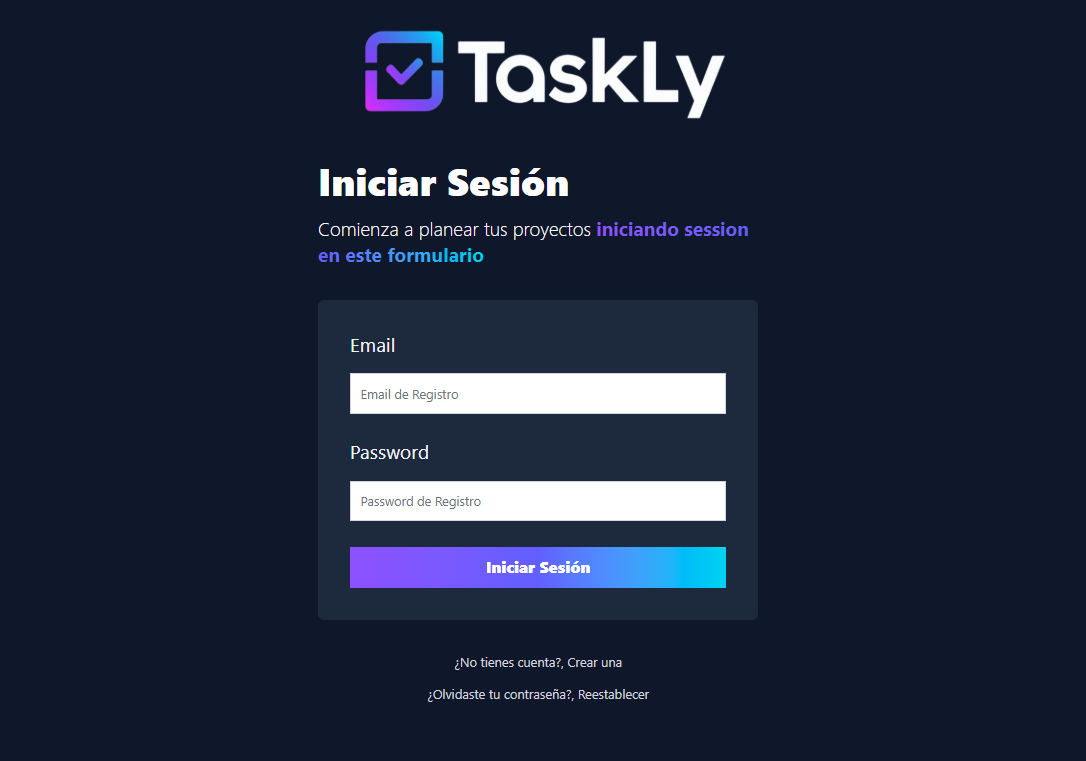 TaskLy
Iniciar Sesión
Comienza a planear tus proyectos iniciando session
en este formulario
Email
Email de Registro
Password
Password de Registro
Iniciar Sesión
¿No tienes cuenta?, Crear una
¿Olvidaste tu contraseña?, Reestablecer